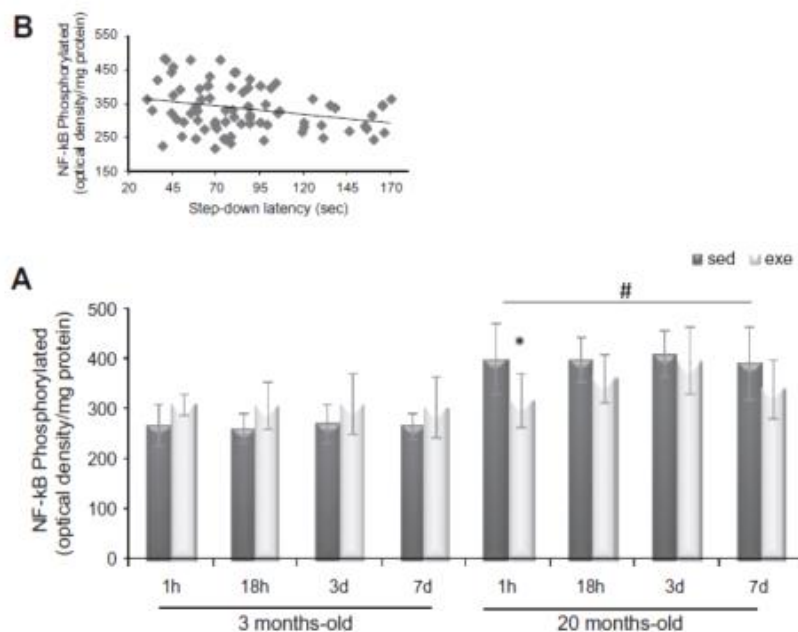 B
NF-kB Phosphorylated
(optical density/mg protein)
550
450
350
250
150
20 45 70 95 120 145 170
Step-down latency (sec)
sed exe
A
#
NF-kB Phosphorylated
(optical density/mg protein)
500
400
300
200
100
0
*
1h 18h 3d 7d 1h 18h 3d 7d
3 months-old 20 months-old